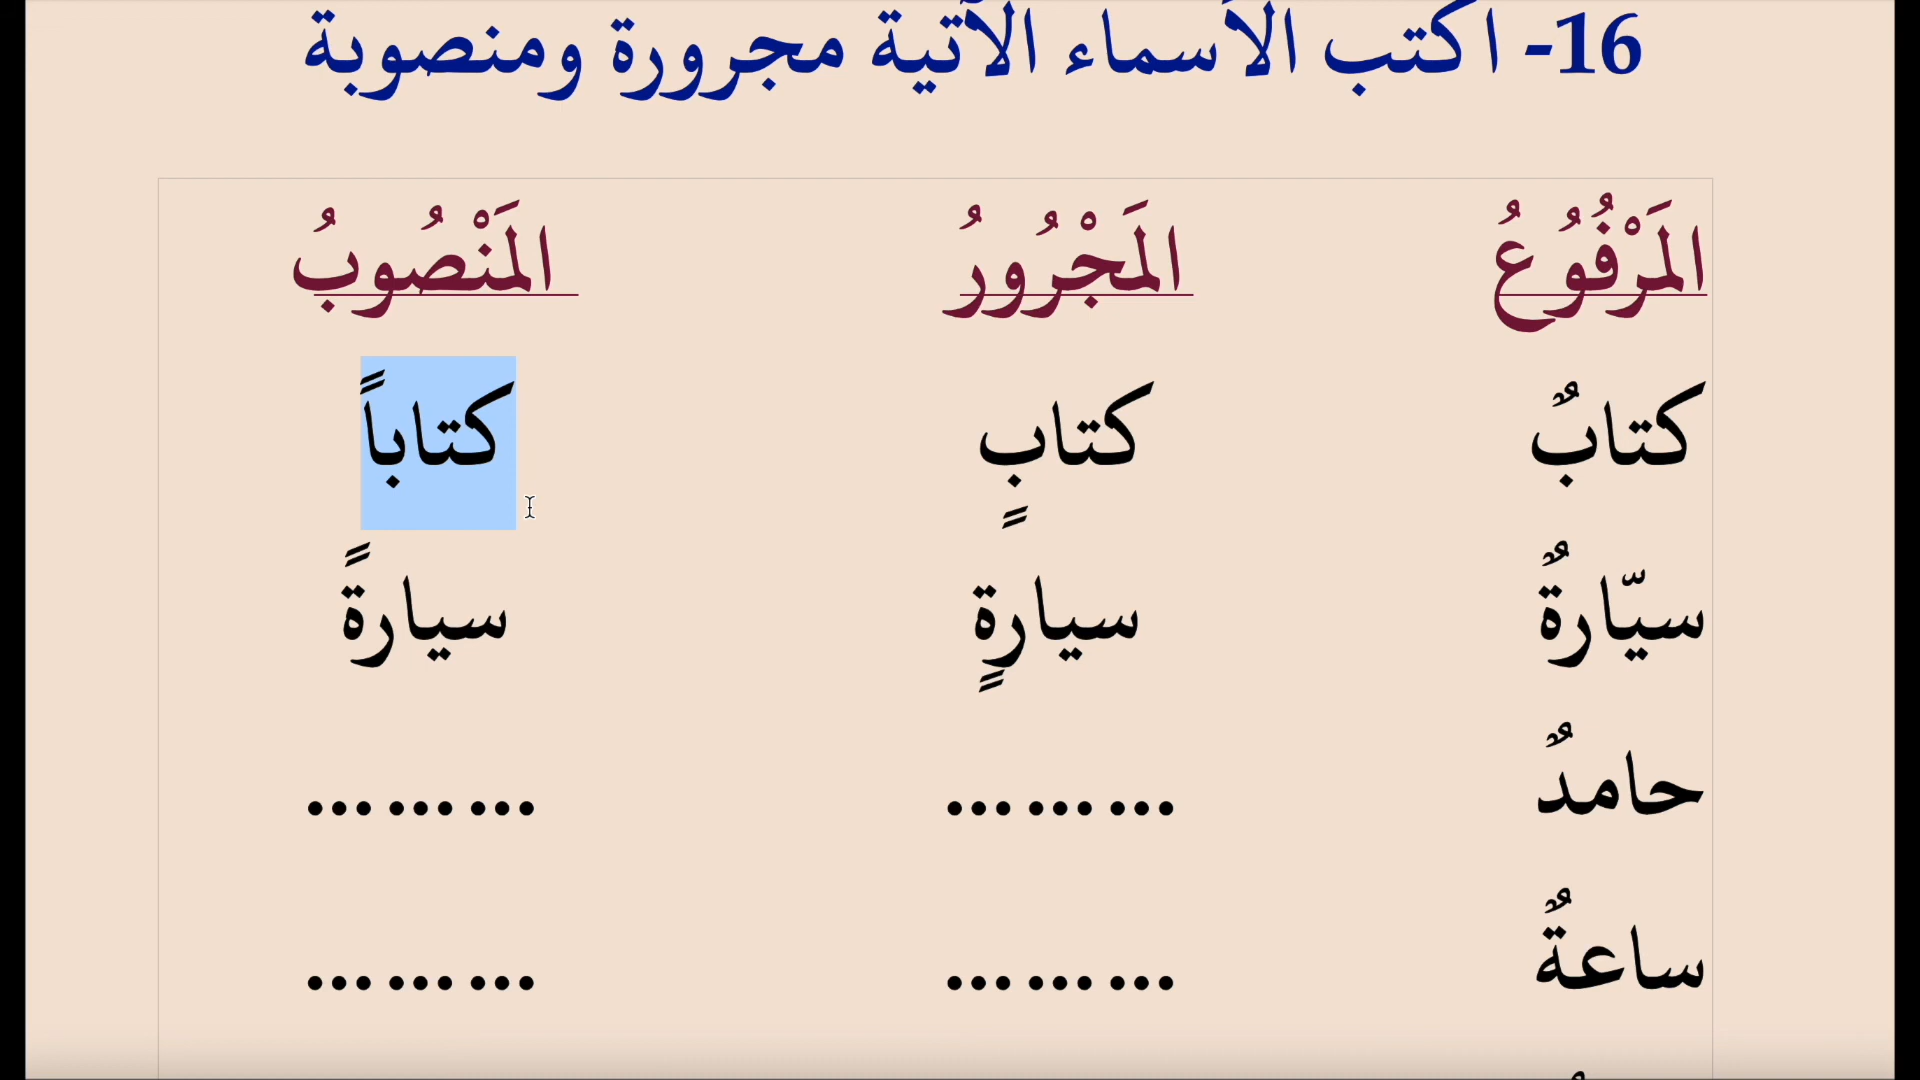 16- اكتب الأسماء الآتية مجرورة ومنصوبة
المَرْفُوُعُ المَجْرُورُ المَنْصُوبُ
كتابٌ كتابٍ كتاباً
سيّارةٌ سيارةٍ سيارةً
حامدٌ ......... .........
ساعةٌ ......... .........